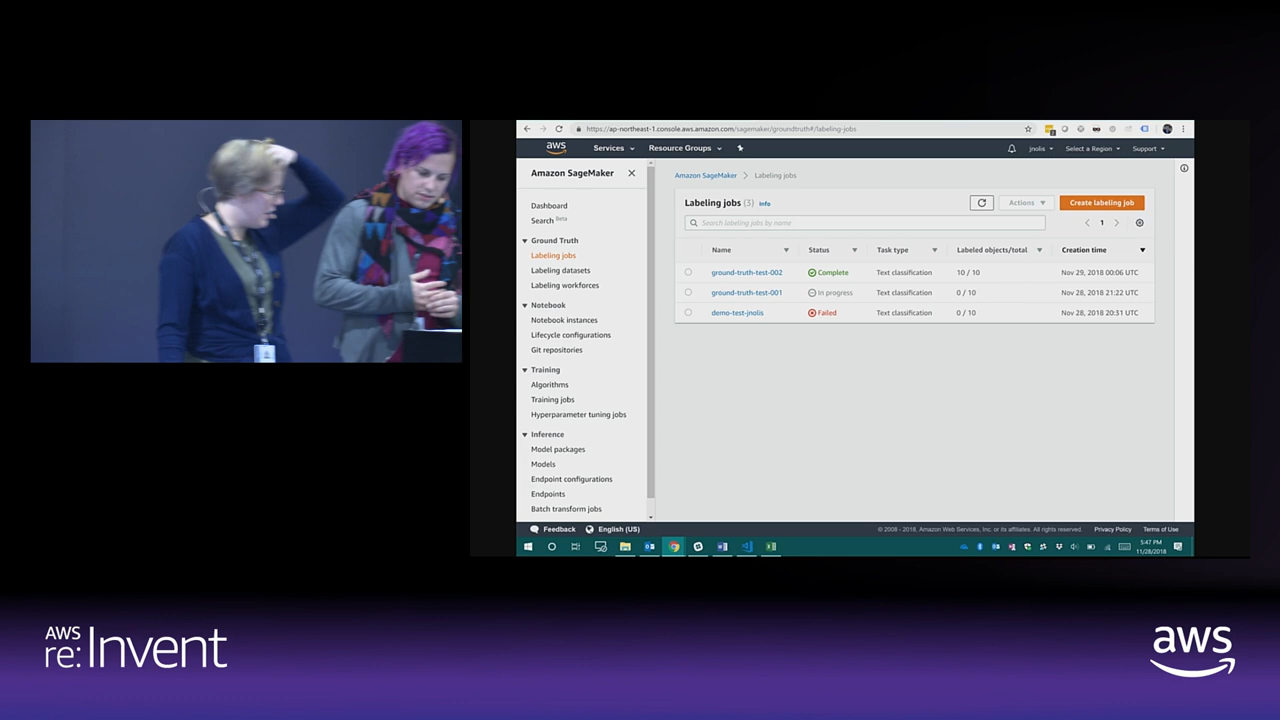 https://ap-northeast-1.console.aws.amazon.com/sagemaker/groundtruth#/labeling-jobs
aws Services Resource Groups jnolis Select a Region Support
Amazon SageMaker
Dashboard
Search Beta
Ground Truth
Labeling jobs
Labeling datasets
Labeling workforces
Notebook
Notebook instances
Lifecycle configurations
Git repositories
Training
Algorithms
Training jobs
Hyperparameter tuning jobs
Inference
Model packages
Models
Endpoint configurations
Endpoints
Batch transform jobs
Amazon SageMaker > Labeling jobs
Labeling jobs (3) Info Actions Create labeling job
Search labeling jobs by name < 1 >
Name Status Task type Labeled objects/total Creation time
ground-truth-test-002 Complete Text classification 10 / 10 Nov 29, 2018 00:06 UTC
ground-truth-test-001 In progress Text classification 0 / 10 Nov 28, 2018 21:22 UTC
demo-test-jnolis Failed Text classification 0 / 10 Nov 28, 2018 20:31 UTC
Feedback English (US) © 2008 - 2018, Amazon Web Services, Inc. or its affiliates. All rights reserved. Privacy Policy Terms of Use
5:47 PM
11/28/2018
AWS
re:Invent
aws